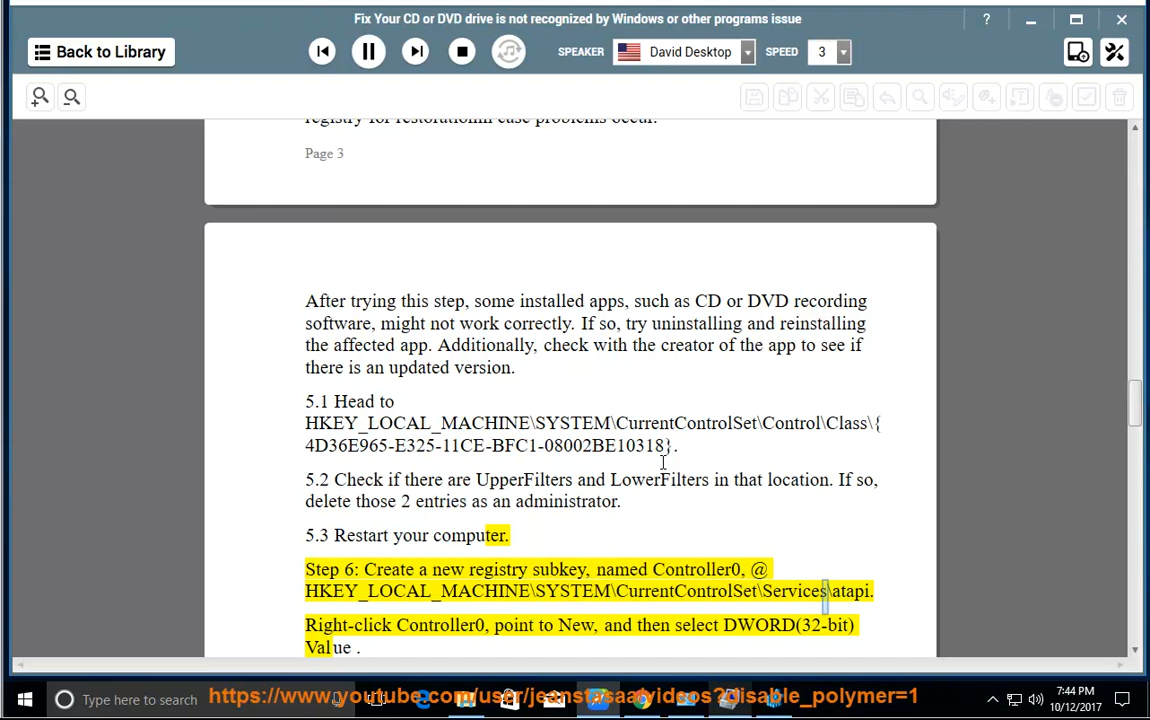 Fix Your CD or DVD drive is not recognized by Windows or other programs issue
Back to Library
SPEAKER
David Desktop
SPEED
3
registry for restorationin case problems occur.
Page 3
After trying this step, some installed apps, such as CD or DVD recording
software, might not work correctly. If so, try uninstalling and reinstalling
the affected app. Additionally, check with the creator of the app to see if
there is an updated version.
5.1 Head to
HKEY_LOCAL_MACHINE\SYSTEM\CurrentControlSet\Control\Class\{
4D36E965-E325-11CE-BFC1-08002BE10318}.
5.2 Check if there are UpperFilters and LowerFilters in that location. If so,
delete those 2 entries as an administrator.
5.3 Restart your computer.
Step 6: Create a new registry subkey, named Controller0, @
HKEY_LOCAL_MACHINE\SYSTEM\CurrentControlSet\Services\atapi.
Right-click Controller0, point to New, and then select DWORD(32-bit)
Value .
Type here to search
https://www.youtube.com/user/jeanstasaatvideos?disable_polymer=1
7:44 PM
10/12/2017